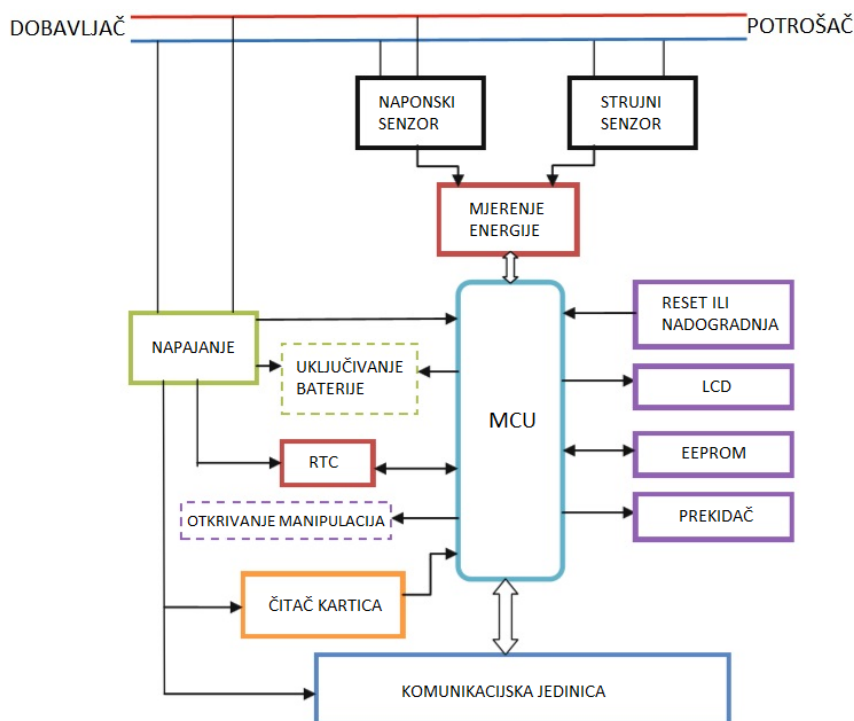 DOBAVLJAČ
POTROŠAČ
NAPONSKI
SENZOR
STRUJNI
SENZOR
MJERENJE
ENERGIJE
NAPAJANJE
UKLJUČIVANJE
BATERIJE
RTC
OTKRIVANJE MANIPULACIJA
ČITAČ KARTICA
MCU
RESET ILI
NADOGRADNJA
LCD
EEPROM
PREKIDAČ
KOMUNIKACIJSKA JEDINICA